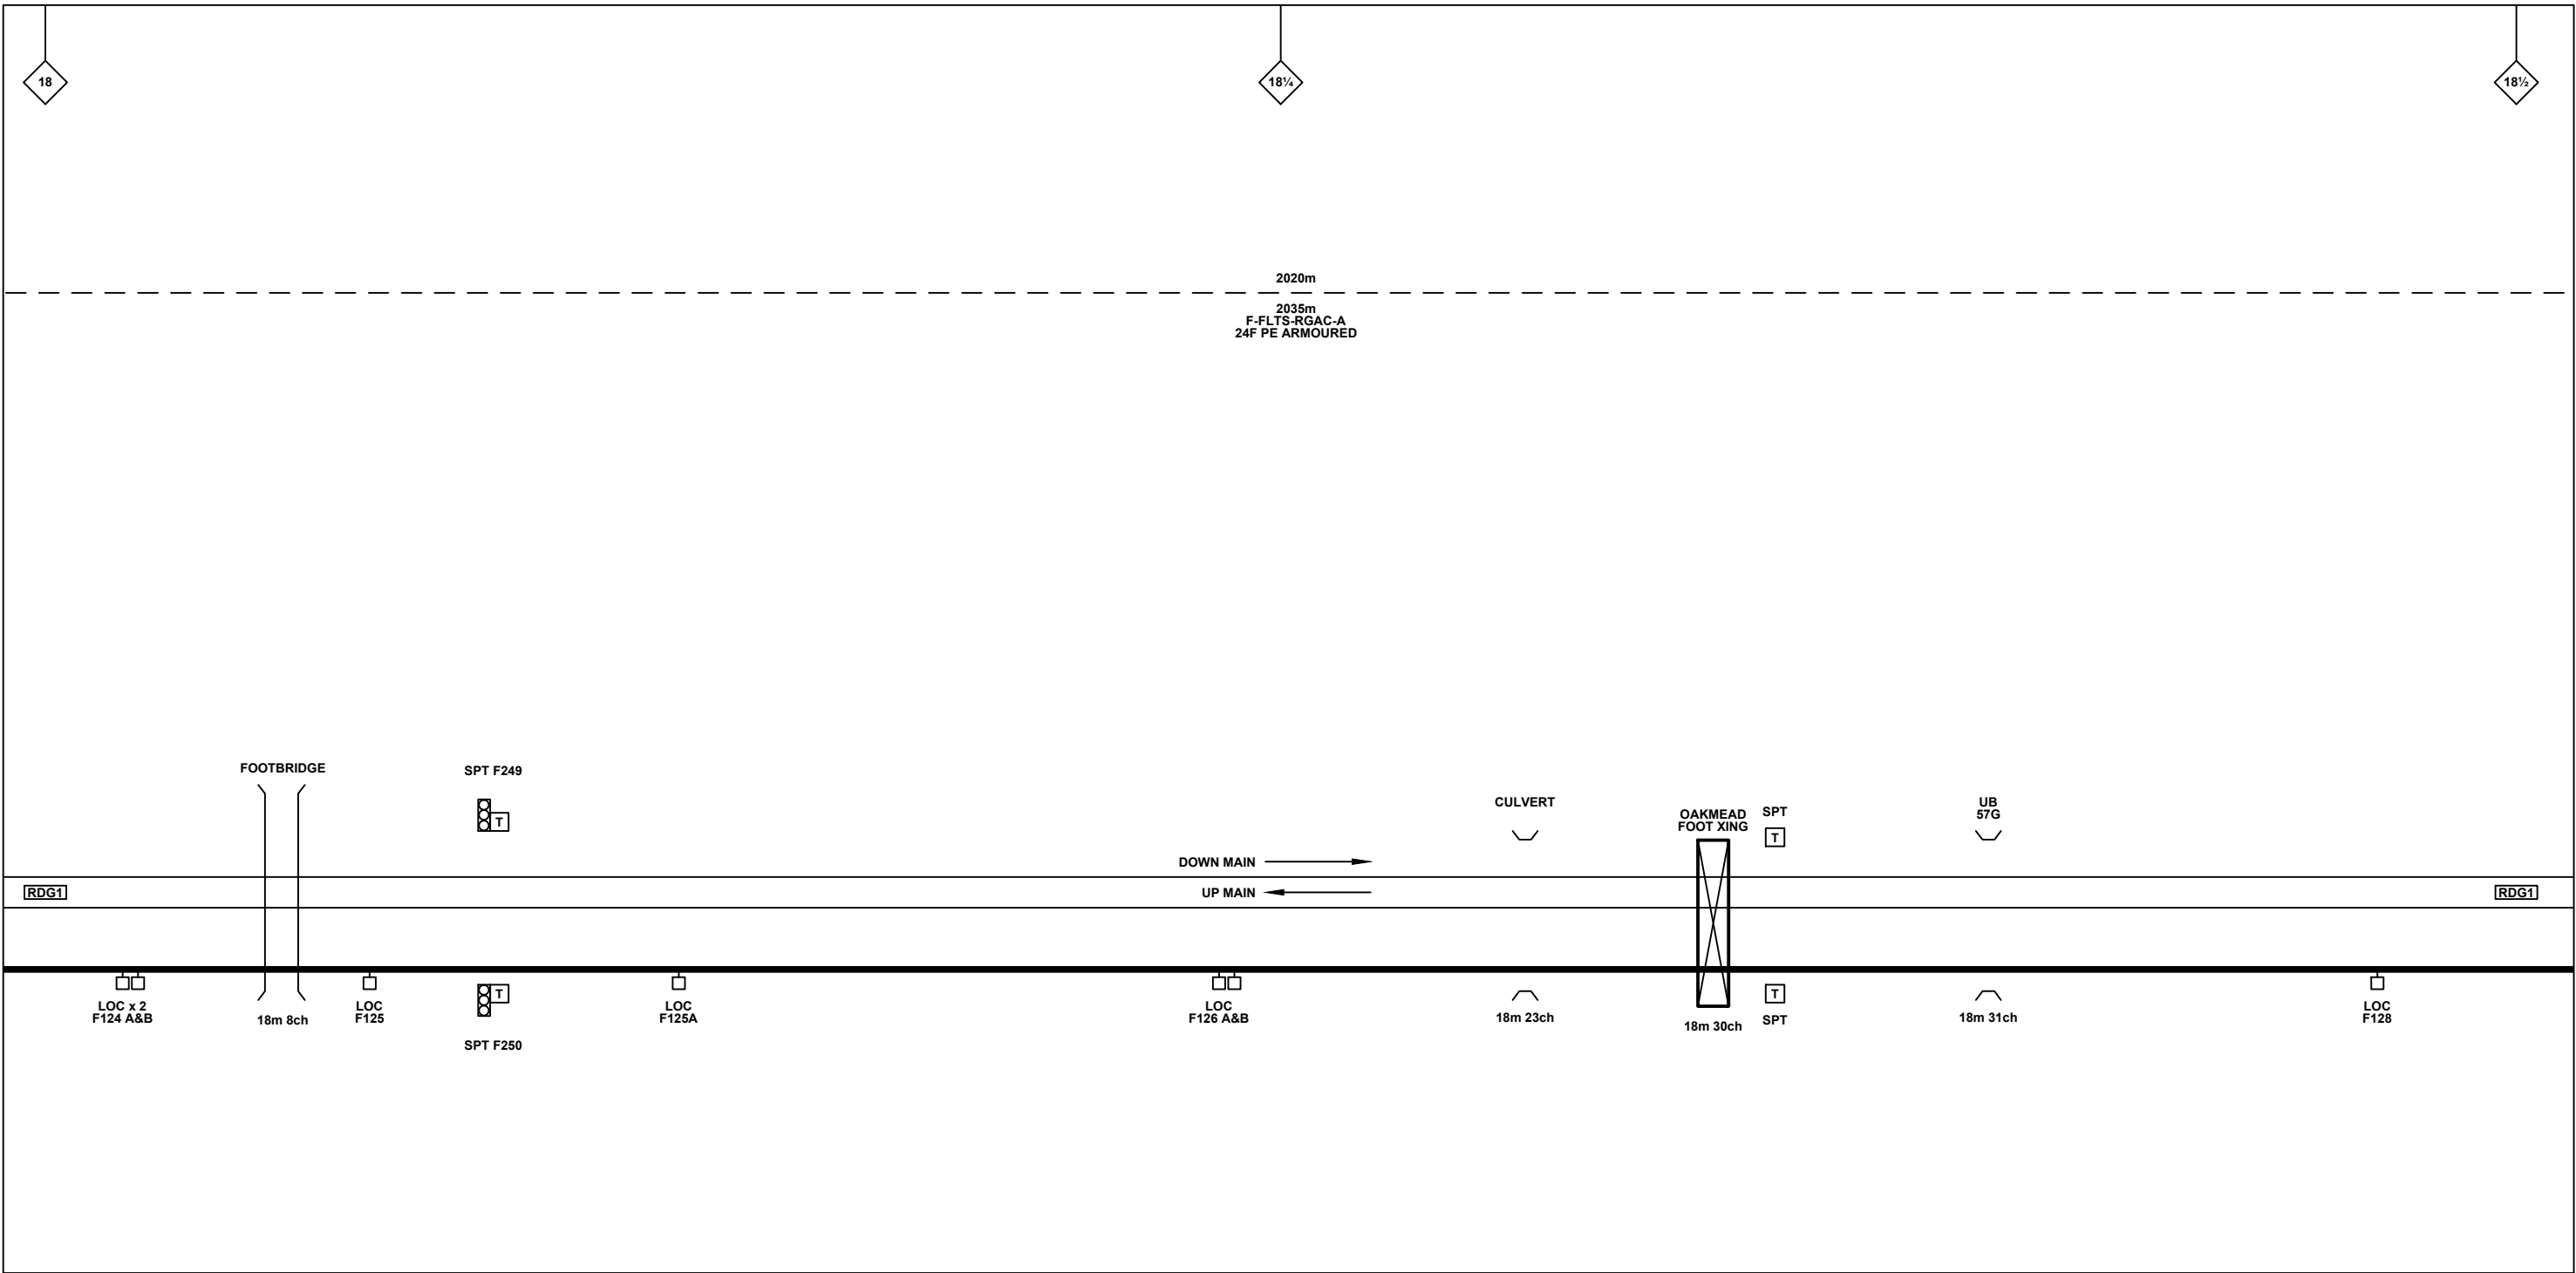 18
18¼
18½
2020m
2035m
F-FLTS-RGAC-A
24F PE ARMOURED
FOOTBRIDGE
SPT F249
T
CULVERT
OAKMEAD
FOOT XING
SPT
T
UB
57G
DOWN MAIN
RDG1
UP MAIN
RDG1
LOC x 2
F124 A&B
18m 8ch
LOC
F125
T
SPT F250
LOC
F125A
LOC
F126 A&B
18m 23ch
18m 30ch
T
SPT
18m 31ch
LOC
F128